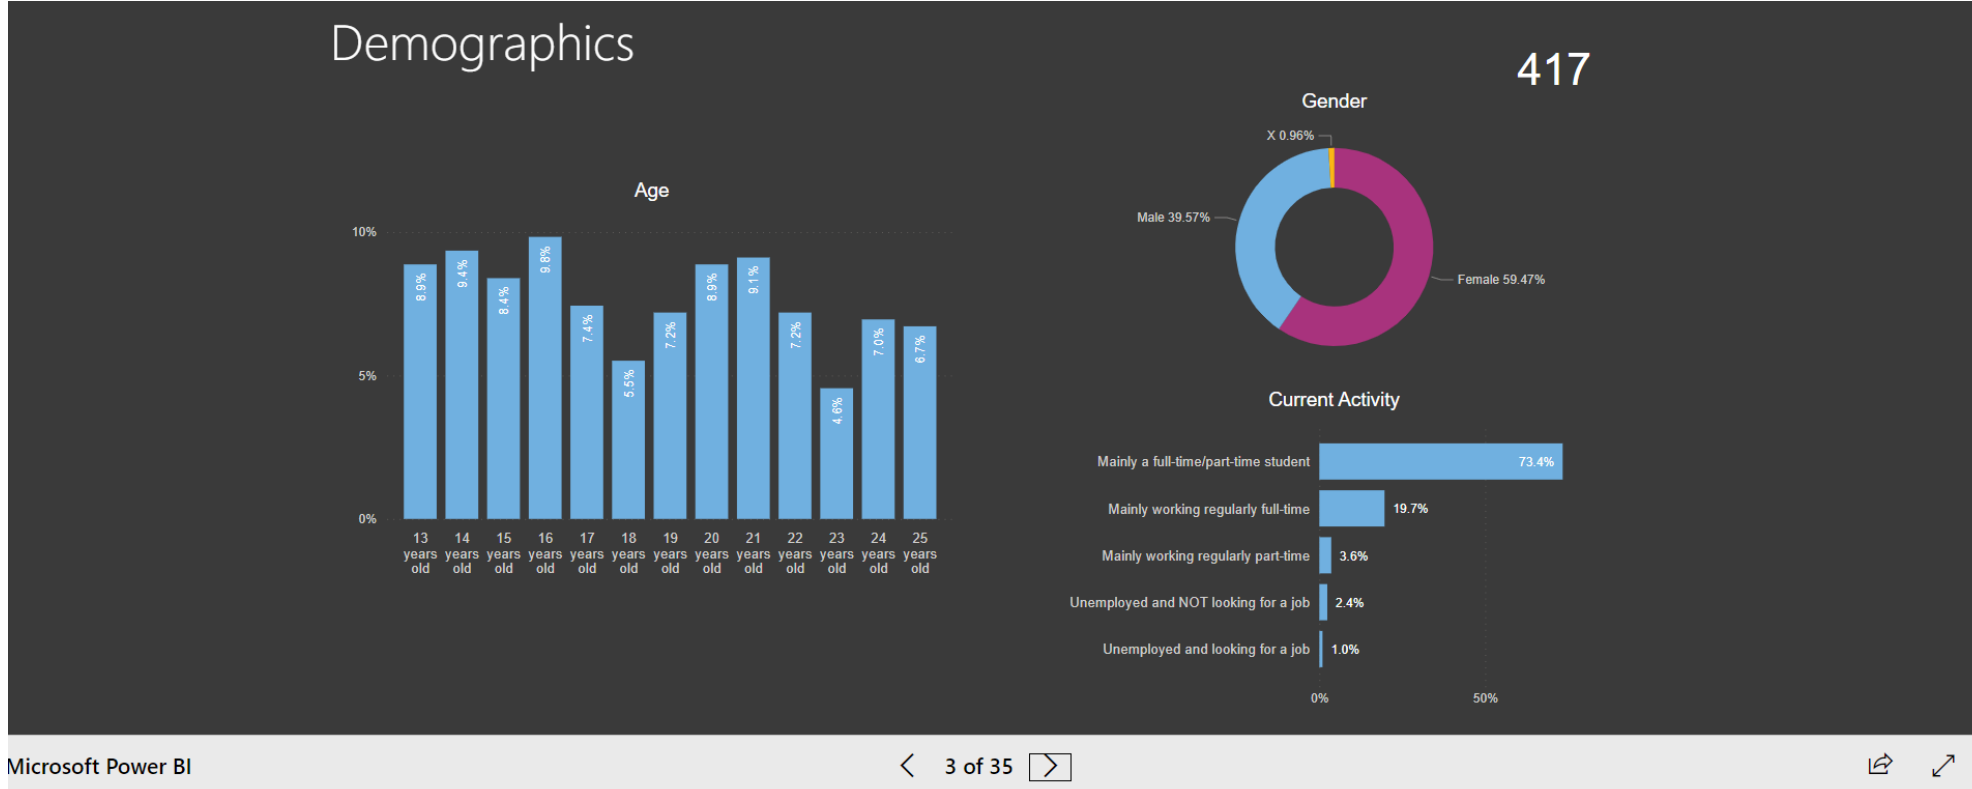 Demographics
417
Age
10%
5%
0%
8.9%
9.4%
8.4%
9.8%
7.4%
5.5%
7.2%
8.9%
9.1%
7.2%
4.6%
7.0%
6.7%
13 years old
14 years old
15 years old
16 years old
17 years old
18 years old
19 years old
20 years old
21 years old
22 years old
23 years old
24 years old
25 years old
Gender
X 0.96%
Male 39.57%
Female 59.47%
Current Activity
Mainly a full-time/part-time student 73.4%
Mainly working regularly full-time 19.7%
Mainly working regularly part-time 3.6%
Unemployed and NOT looking for a job 2.4%
Unemployed and looking for a job 1.0%
0% 50%
Microsoft Power BI
3 of 35